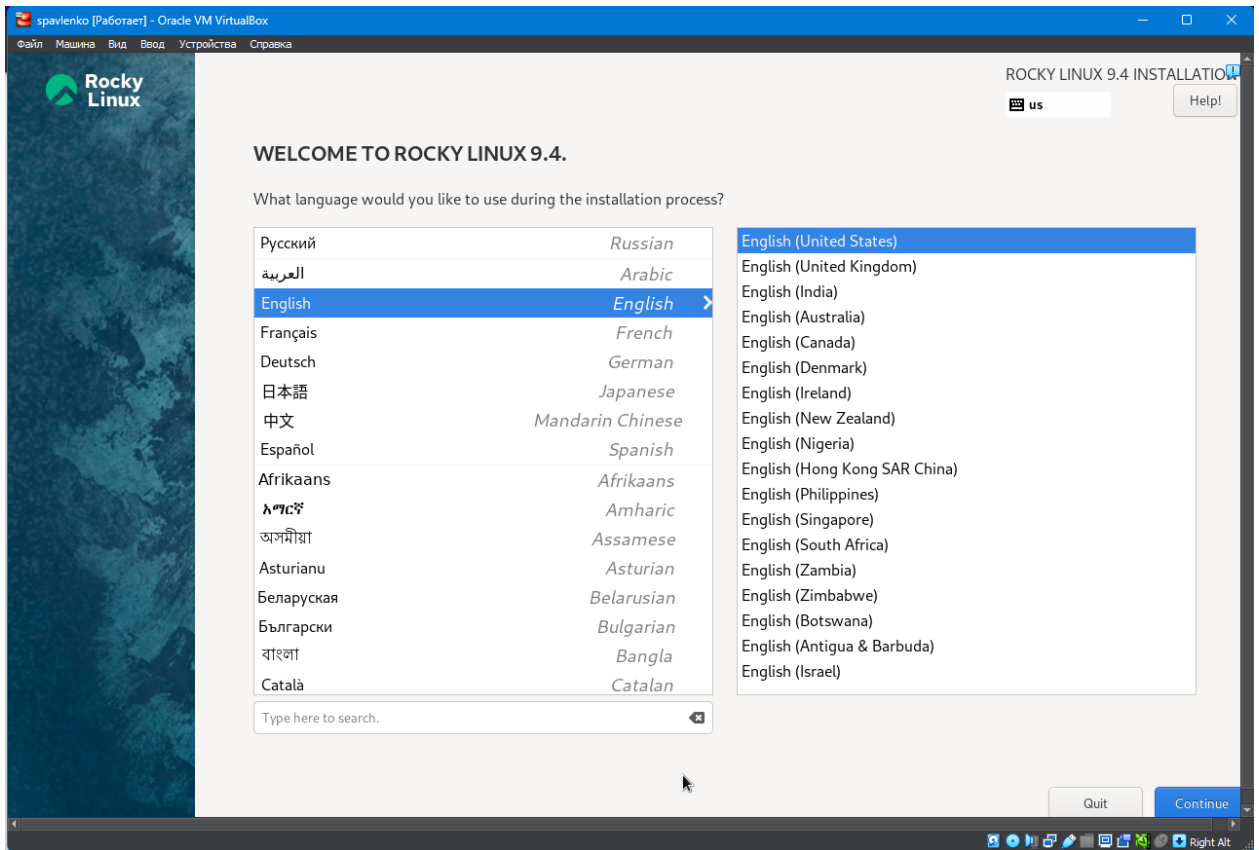 spavlenko [Работает] - Oracle VM VirtualBox
Файл Машина Вид Ввод Устройства Справка
Rocky
Linux
ROCKY LINUX 9.4 INSTALLATION
us
Help!
WELCOME TO ROCKY LINUX 9.4.
What language would you like to use during the installation process?
Русский Russian
العربية Arabic
English English
Français French
Deutsch German
日本語 Japanese
中文 Mandarin Chinese
Español Spanish
Afrikaans Afrikaans
አማርኛ Amharic
অসমীয়া Assamese
Asturianu Asturian
Беларуская Belarusian
Български Bulgarian
বাংলা Bangla
Català Catalan
Type here to search.
English (United States)
English (United Kingdom)
English (India)
English (Australia)
English (Canada)
English (Denmark)
English (Ireland)
English (New Zealand)
English (Nigeria)
English (Hong Kong SAR China)
English (Philippines)
English (Singapore)
English (South Africa)
English (Zambia)
English (Zimbabwe)
English (Botswana)
English (Antigua & Barbuda)
English (Israel)
Quit
Continue
Right Alt